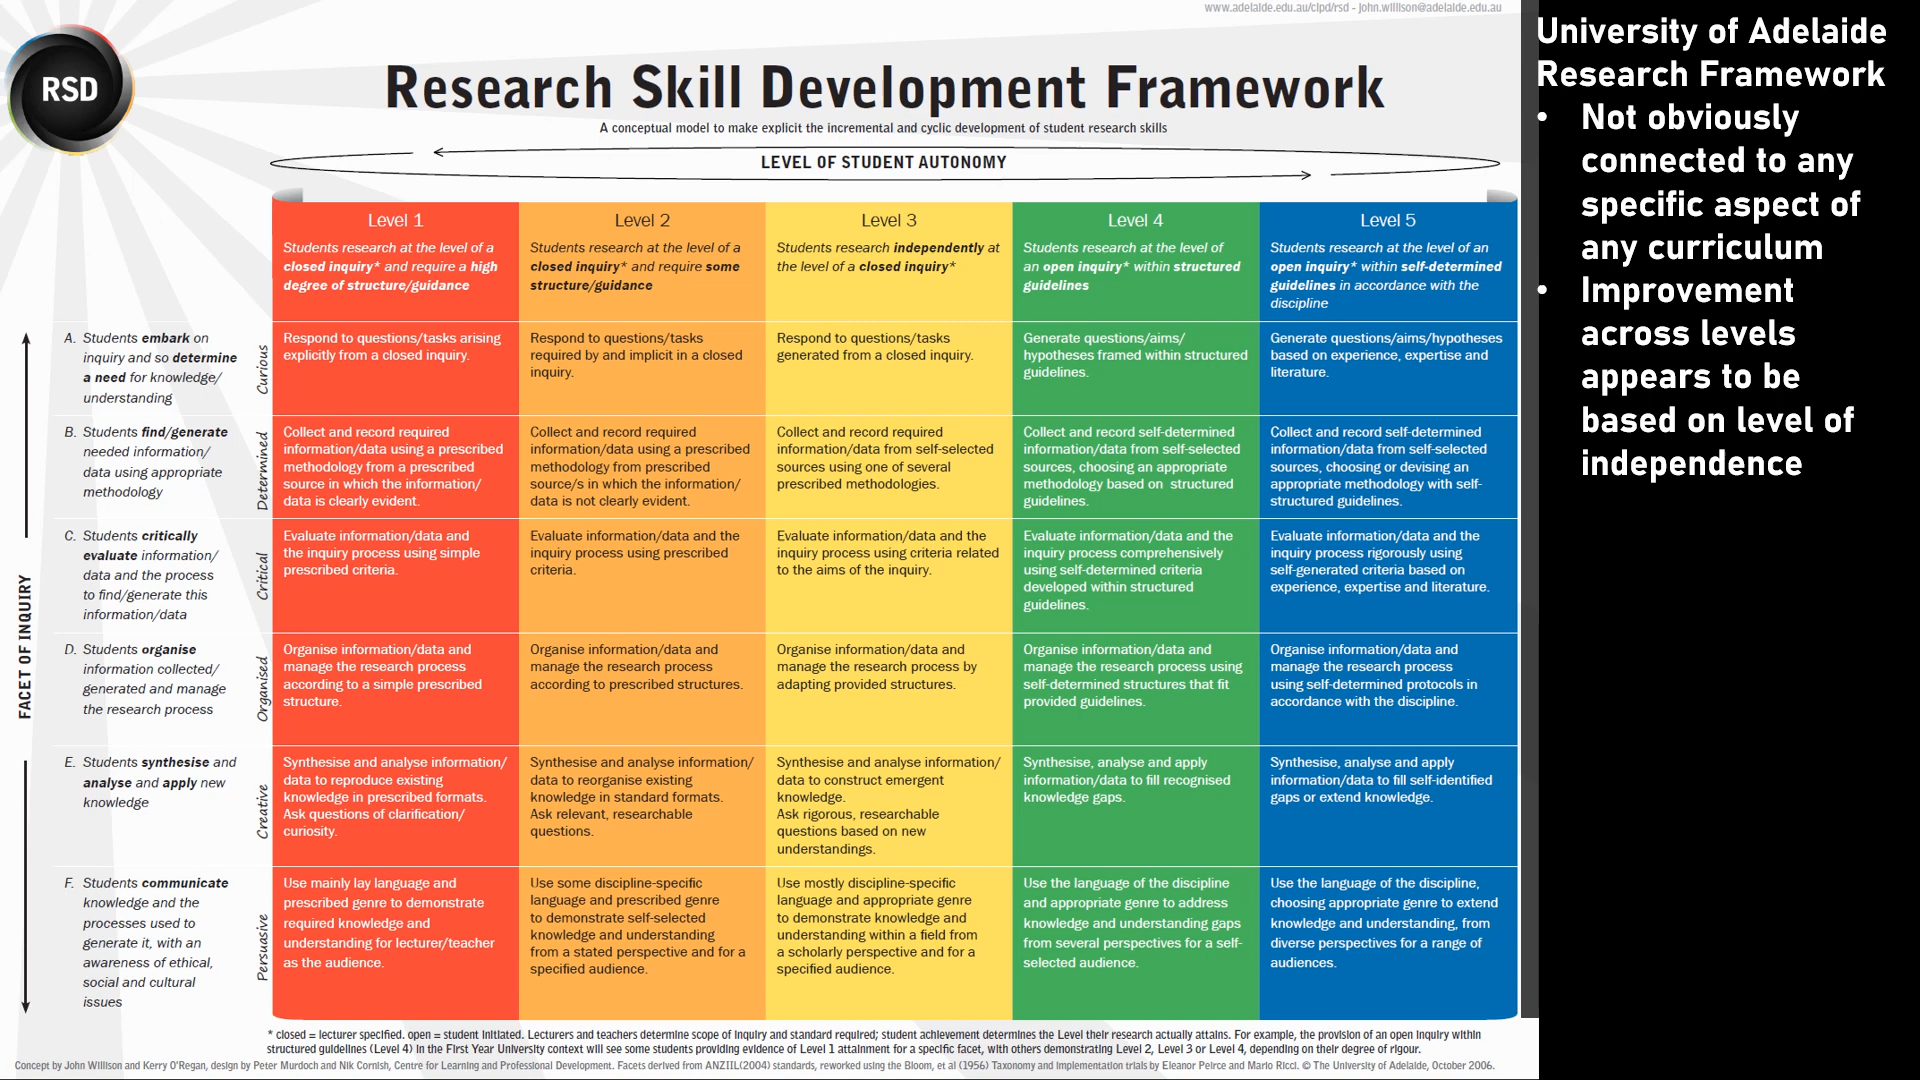 www.adelaide.edu.au/clpd/rsd - john.willison@adelaide.edu.au
RSD
Research Skill Development Framework
A conceptual model to make explicit the incremental and cyclic development of student research skills
LEVEL OF STUDENT AUTONOMY
Level 1
Students research at the level of a
closed inquiry* and require a high
degree of structure/guidance
Level 2
Students research at the level of a
closed inquiry* and require some
structure/guidance
Level 3
Students research independently at
the level of a closed inquiry*
Level 4
Students research at the level of
an open inquiry* within structured
guidelines
Level 5
Students research at the level of an
open inquiry* within self-determined
guidelines in accordance with the
discipline
FACET OF INQUIRY
A. Students embark on
inquiry and so determine
a need for knowledge/
understanding
Curious
Respond to questions/tasks arising
explicitly from a closed inquiry.
Respond to questions/tasks
required by and implicit in a closed
inquiry.
Respond to questions/tasks
generated from a closed inquiry.
Generate questions/aims/
hypotheses framed within structured
guidelines.
Generate questions/aims/hypotheses
based on experience, expertise and
literature.
B. Students find/generate
needed information/
data using appropriate
methodology
Determined
Collect and record required
information/data using a prescribed
methodology from a prescribed
source in which the information/
data is clearly evident.
Collect and record required
information/data using a prescribed
methodology from prescribed
source/s in which the information/
data is not clearly evident.
Collect and record required
information/data from self-selected
sources using one of several
prescribed methodologies.
Collect and record self-determined
information/data from self-selected
sources, choosing an appropriate
methodology based on structured
guidelines.
Collect and record self-determined
information/data from self-selected
sources, choosing or devising an
appropriate methodology with self-
structured guidelines.
C. Students critically
evaluate information/
data and the process
to find/generate this
information/data
Critical
Evaluate information/data and
the inquiry process using simple
prescribed criteria.
Evaluate information/data and the
inquiry process using prescribed
criteria.
Evaluate information/data and the
inquiry process using criteria related
to the aims of the inquiry.
Evaluate information/data and the
inquiry process comprehensively
using self-determined criteria
developed within structured
guidelines.
Evaluate information/data and the
inquiry process rigorously using
self-generated criteria based on
experience, expertise and literature.
D. Students organise
information collected/
generated and manage
the research process
Organised
Organise information/data and
manage the research process
according to a simple prescribed
structure.
Organise information/data and
manage the research process
according to prescribed structures.
Organise information/data and
manage the research process by
adapting provided structures.
Organise information/data and
manage the research process using
self-determined structures that fit
provided guidelines.
Organise information/data and
manage the research process
using self-determined protocols in
accordance with the discipline.
E. Students synthesise and
analyse and apply new
knowledge
Creative
Synthesise and analyse information/
data to reproduce existing
knowledge in prescribed formats.
Ask questions of clarification/
curiosity.
Synthesise and analyse information/
data to reorganise existing
knowledge in standard formats.
Ask relevant, researchable
questions.
Synthesise and analyse information/
data to construct emergent
knowledge.
Ask rigorous, researchable
questions based on new
understandings.
Synthesise, analyse and apply
information/data to fill recognised
knowledge gaps.
Synthesise, analyse and apply
information/data to fill self-identified
gaps or extend knowledge.
F. Students communicate
knowledge and the
processes used to
generate it, with an
awareness of ethical,
social and cultural
issues
Persuasive
Use mainly lay language and
prescribed genre to demonstrate
required knowledge and
understanding for lecturer/teacher
as the audience.
Use some discipline-specific
language and prescribed genre
to demonstrate self-selected
knowledge and understanding
from a stated perspective and for a
specified audience.
Use mostly discipline-specific
language and appropriate genre
to demonstrate knowledge and
understanding within a field from
a scholarly perspective and for a
specified audience.
Use the language of the discipline
and appropriate genre to address
knowledge and understanding gaps
from several perspectives for a self-
selected audience.
Use the language of the discipline,
choosing appropriate genre to extend
knowledge and understanding, from
diverse perspectives for a range of
audiences.
* closed = lecturer specified. open = student initiated. Lecturers and teachers determine scope of inquiry and standard required; student achievement determines the Level their research actually attains. For example, the provision of an open inquiry within
structured guidelines (Level 4) in the First Year University context will see some students providing evidence of Level 1 attainment for a specific facet, with others demonstrating Level 2, Level 3 or Level 4, depending on their degree of rigour.
Concept by John Willison and Kerry O'Regan, design by Peter Murdoch and Nik Cornish, Centre for Learning and Professional Development. Facets derived from ANZIIL(2004) standards, reworked using the Bloom, et al (1956) Taxonomy and implementation trials by Eleanor Peirce and Mario Ricci. © The University of Adelaide, October 2006.
University of Adelaide
Research Framework
• Not obviously
connected to any
specific aspect of
any curriculum
• Improvement
across levels
appears to be
based on level of
independence